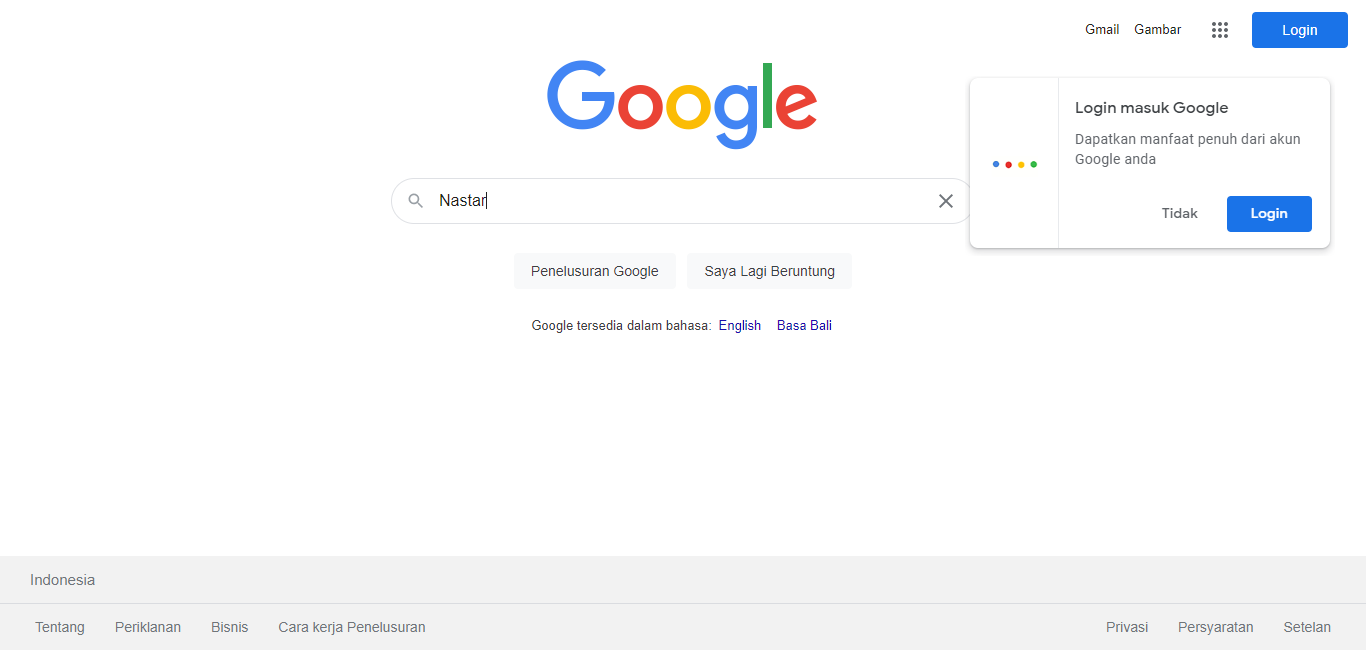 Gmail Gambar Login
Google
Login masuk Google
Dapatkan manfaat penuh dari akun
Google anda
Tidak Login
Nastar
Penelusuran Google Saya Lagi Beruntung
Google tersedia dalam bahasa: English Basa Bali
Indonesia
Tentang Periklanan Bisnis Cara kerja Penelusuran Privasi Persyaratan Setelan